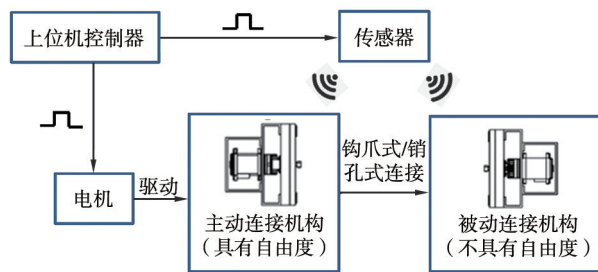 上位机控制器
传感器
电机
驱动
主动连接机构
（具有自由度）
钩爪式/销
孔式连接
被动连接机构
（不具有自由度）